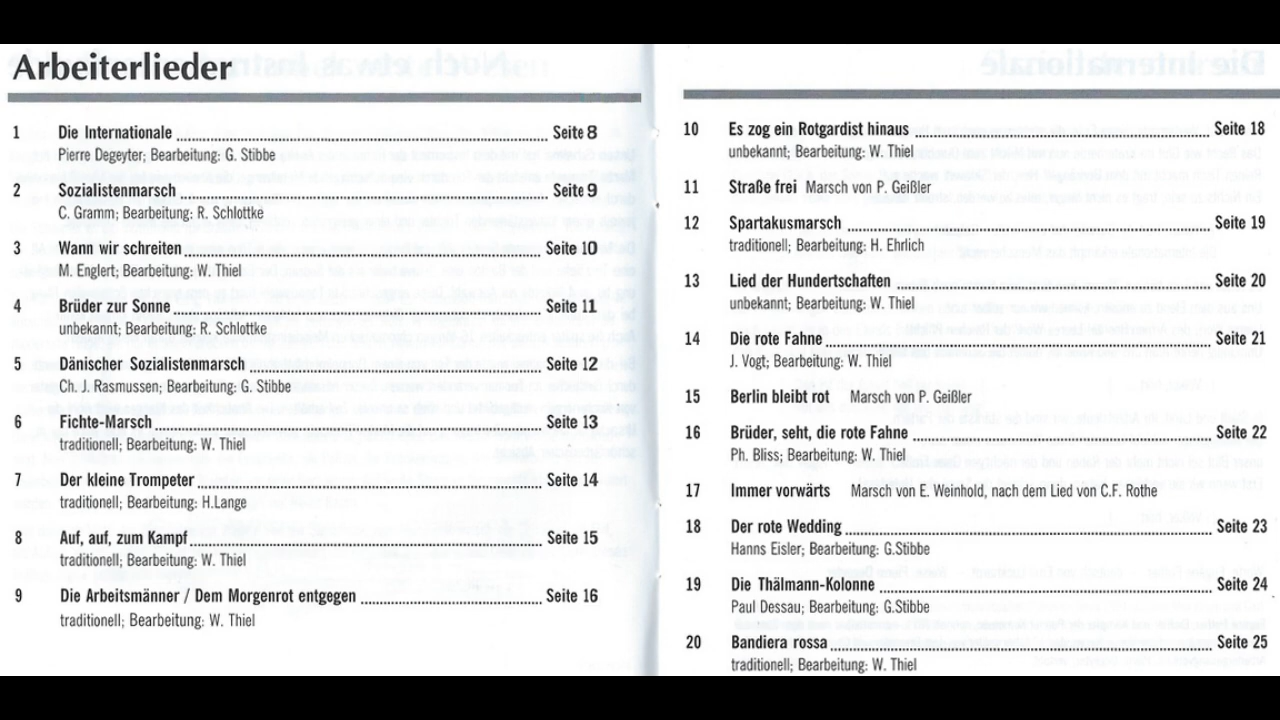 Arbeiterlieder
1 Die Internationale Seite 8
Pierre Degeyter; Bearbeitung: G. Stibbe
2 Sozialistenmarsch Seite 9
C. Gramm; Bearbeitung: R. Schlottke
3 Wann wir schreiten Seite 10
M. Englert; Bearbeitung: W. Thiel
4 Brüder zur Sonne Seite 11
unbekannt; Bearbeitung: R. Schlottke
5 Dänischer Sozialistenmarsch Seite 12
Ch. J. Rasmussen; Bearbeitung: G. Stibbe
6 Fichte-Marsch Seite 13
traditionell; Bearbeitung: W. Thiel
7 Der kleine Trompeter Seite 14
traditionell; Bearbeitung: H.Lange
8 Auf, auf, zum Kampf Seite 15
traditionell; Bearbeitung: W. Thiel
9 Die Arbeitsmänner / Dem Morgenrot entgegen Seite 16
traditionell; Bearbeitung: W. Thiel
10 Es zog ein Rotgardist hinaus Seite 18
unbekannt; Bearbeitung: W. Thiel
11 Straße frei Marsch von P. Geißler
12 Spartakusmarsch Seite 19
traditionell; Bearbeitung: H. Ehrlich
13 Lied der Hundertschaften Seite 20
unbekannt; Bearbeitung: W. Thiel
14 Die rote Fahne Seite 21
J. Vogt; Bearbeitung: W. Thiel
15 Berlin bleibt rot Marsch von P. Geißler
16 Brüder, seht, die rote Fahne Seite 22
Ph. Bliss; Bearbeitung: W. Thiel
17 Immer vorwärts Marsch von E. Weinhold, nach dem Lied von C.F. Rothe
18 Der rote Wedding Seite 23
Hanns Eisler; Bearbeitung: G.Stibbe
19 Die Thälmann-Kolonne Seite 24
Paul Dessau; Bearbeitung: G.Stibbe
20 Bandiera rossa Seite 25
traditionell; Bearbeitung: W. Thiel